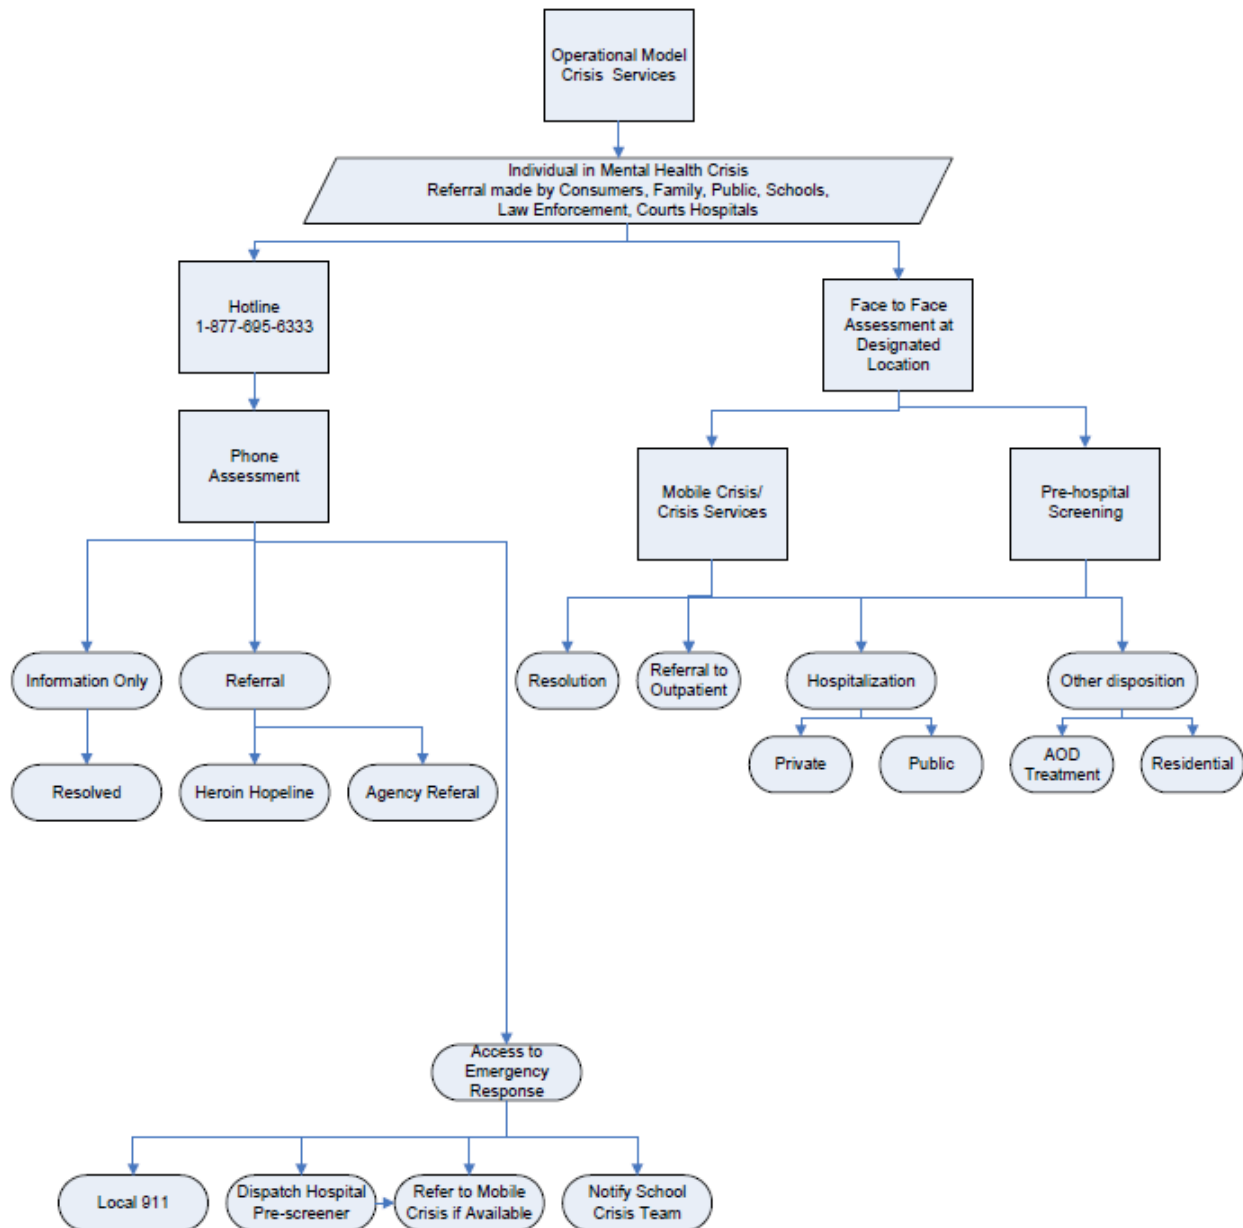 Operational Model
Crisis Services
Individual in Mental Health Crisis
Referral made by Consumers, Family, Public, Schools,
Law Enforcement, Courts Hospitals
Hotline
1-877-695-6333
Face to Face
Assessment at
Designated
Location
Phone
Assessment
Mobile Crisis/
Crisis Services
Pre-hospital
Screening
Information Only
Referral
Resolution
Referral to
Outpatient
Hospitalization
Other disposition
Resolved
Heroin Hopeline
Agency Referal
Private
Public
AOD
Treatment
Residential
Access to
Emergency
Response
Local 911
Dispatch Hospital
Pre-screener
Refer to Mobile
Crisis if Available
Notify School
Crisis Team